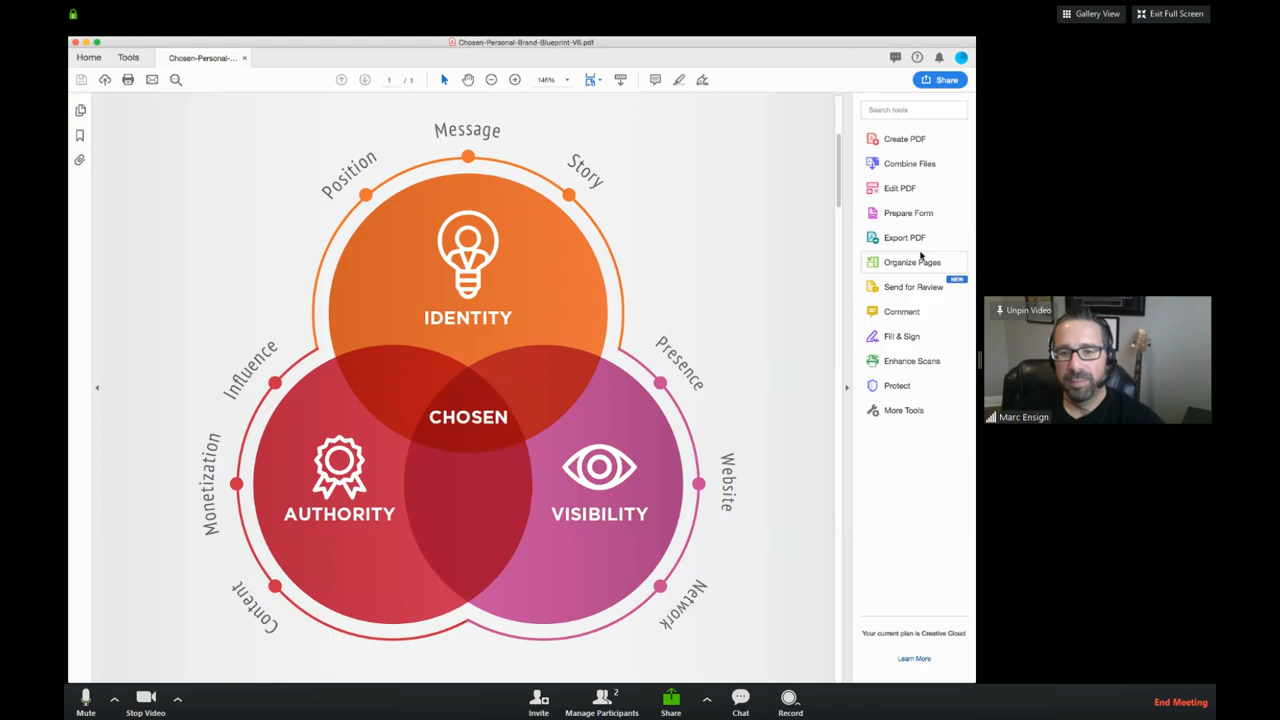 Gallery View
Exit Full Screen
Chosen-Personal-Brand-Blueprint-V6.pdf
Home
Tools
Chosen-Personal-... ×
1 / 1
146%
Share
Search tools
Create PDF
Combine Files
Edit PDF
Prepare Form
Export PDF
Organize Pages
NEW
Send for Review
Comment
Fill & Sign
Enhance Scans
Protect
More Tools
Your current plan is Creative Cloud
Learn More
Message
Position
Story
IDENTITY
Influence
Presence
CHOSEN
Monetization
Website
AUTHORITY
VISIBILITY
Content
Network
Unpin Video
Marc Ensign
Mute
Stop Video
Invite
2
Manage Participants
Share
Chat
Record
End Meeting